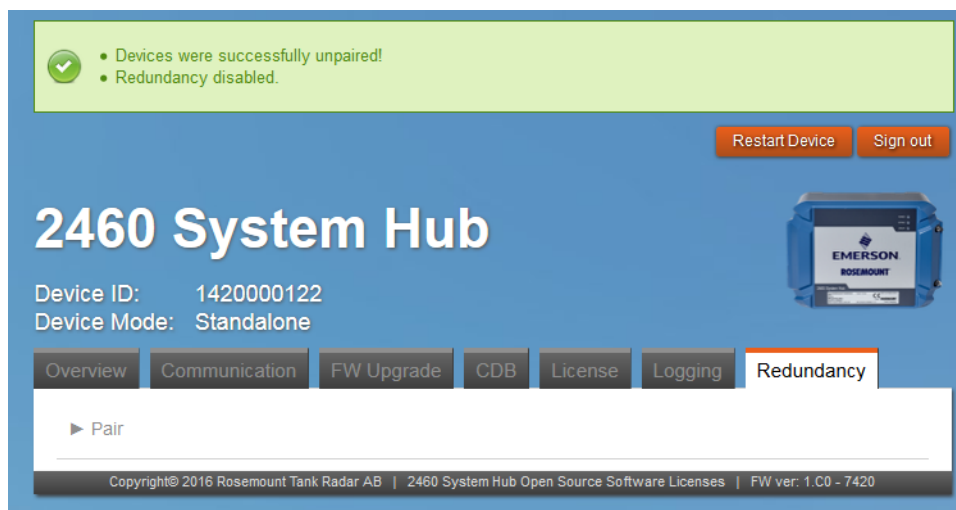 • Devices were successfully unpaired!
• Redundancy disabled.
Restart Device Sign out
2460 System Hub
EMERSON
ROSEMOUNT
Device ID: 1420000122
Device Mode: Standalone
Overview Communication FW Upgrade CDB License Logging Redundancy
► Pair
Copyright© 2016 Rosemount Tank Radar AB | 2460 System Hub Open Source Software Licenses | FW ver: 1.C0 - 7420